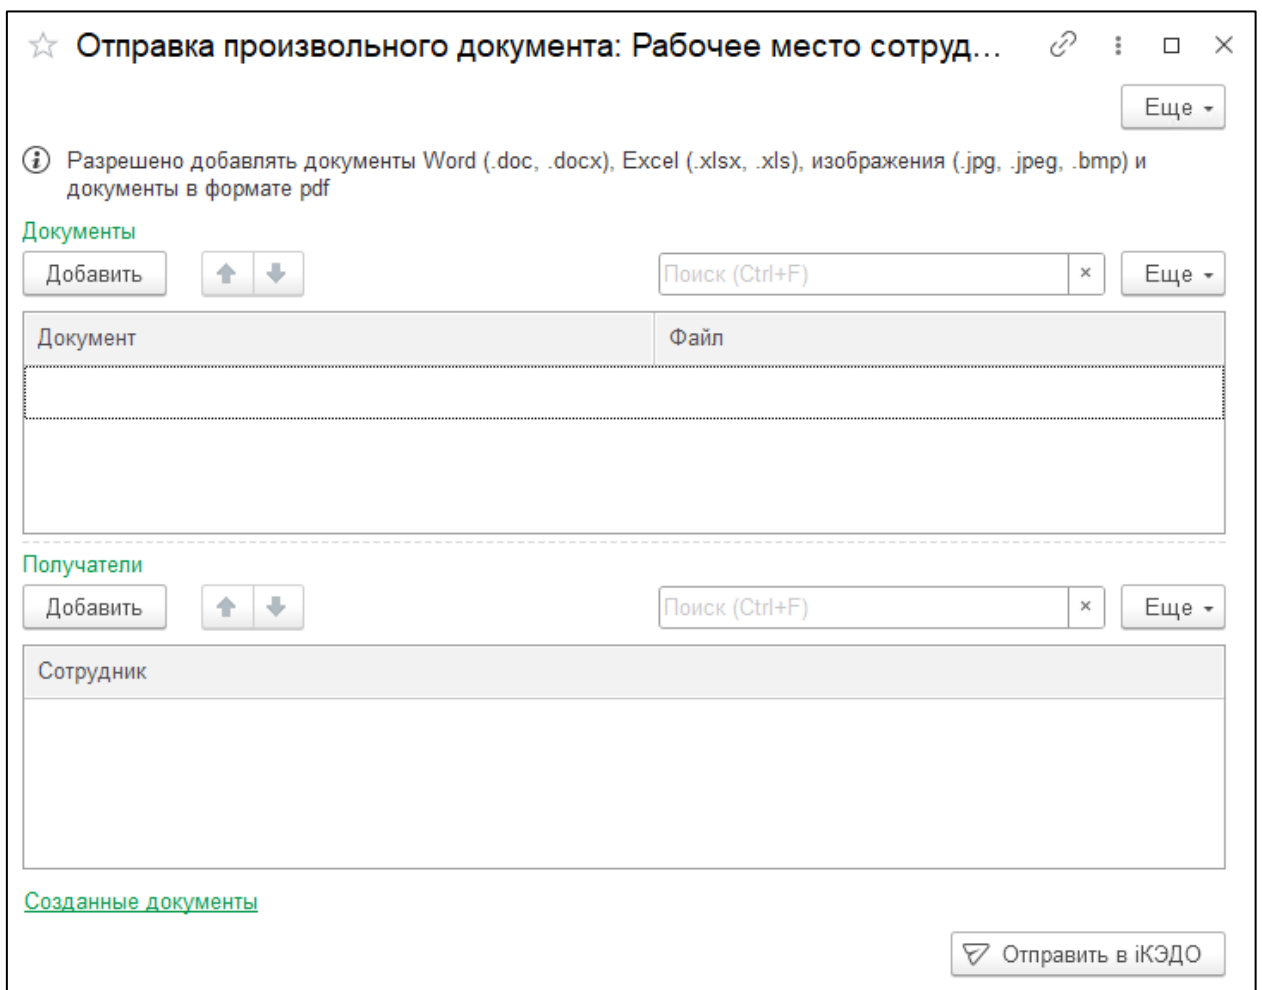 Отправка произвольного документа: Рабочее место сотруд...
Еще
Разрешено добавлять документы Word (.doc, .docx), Excel (.xlsx, .xls), изображения (.jpg, .jpeg, .bmp) и
документы в формате pdf
Документы
Добавить
Поиск (Ctrl+F)
×
Еще
Документ
Файл
Получатели
Добавить
Поиск (Ctrl+F)
×
Еще
Сотрудник
Созданные документы
Отправить в iКЭДО